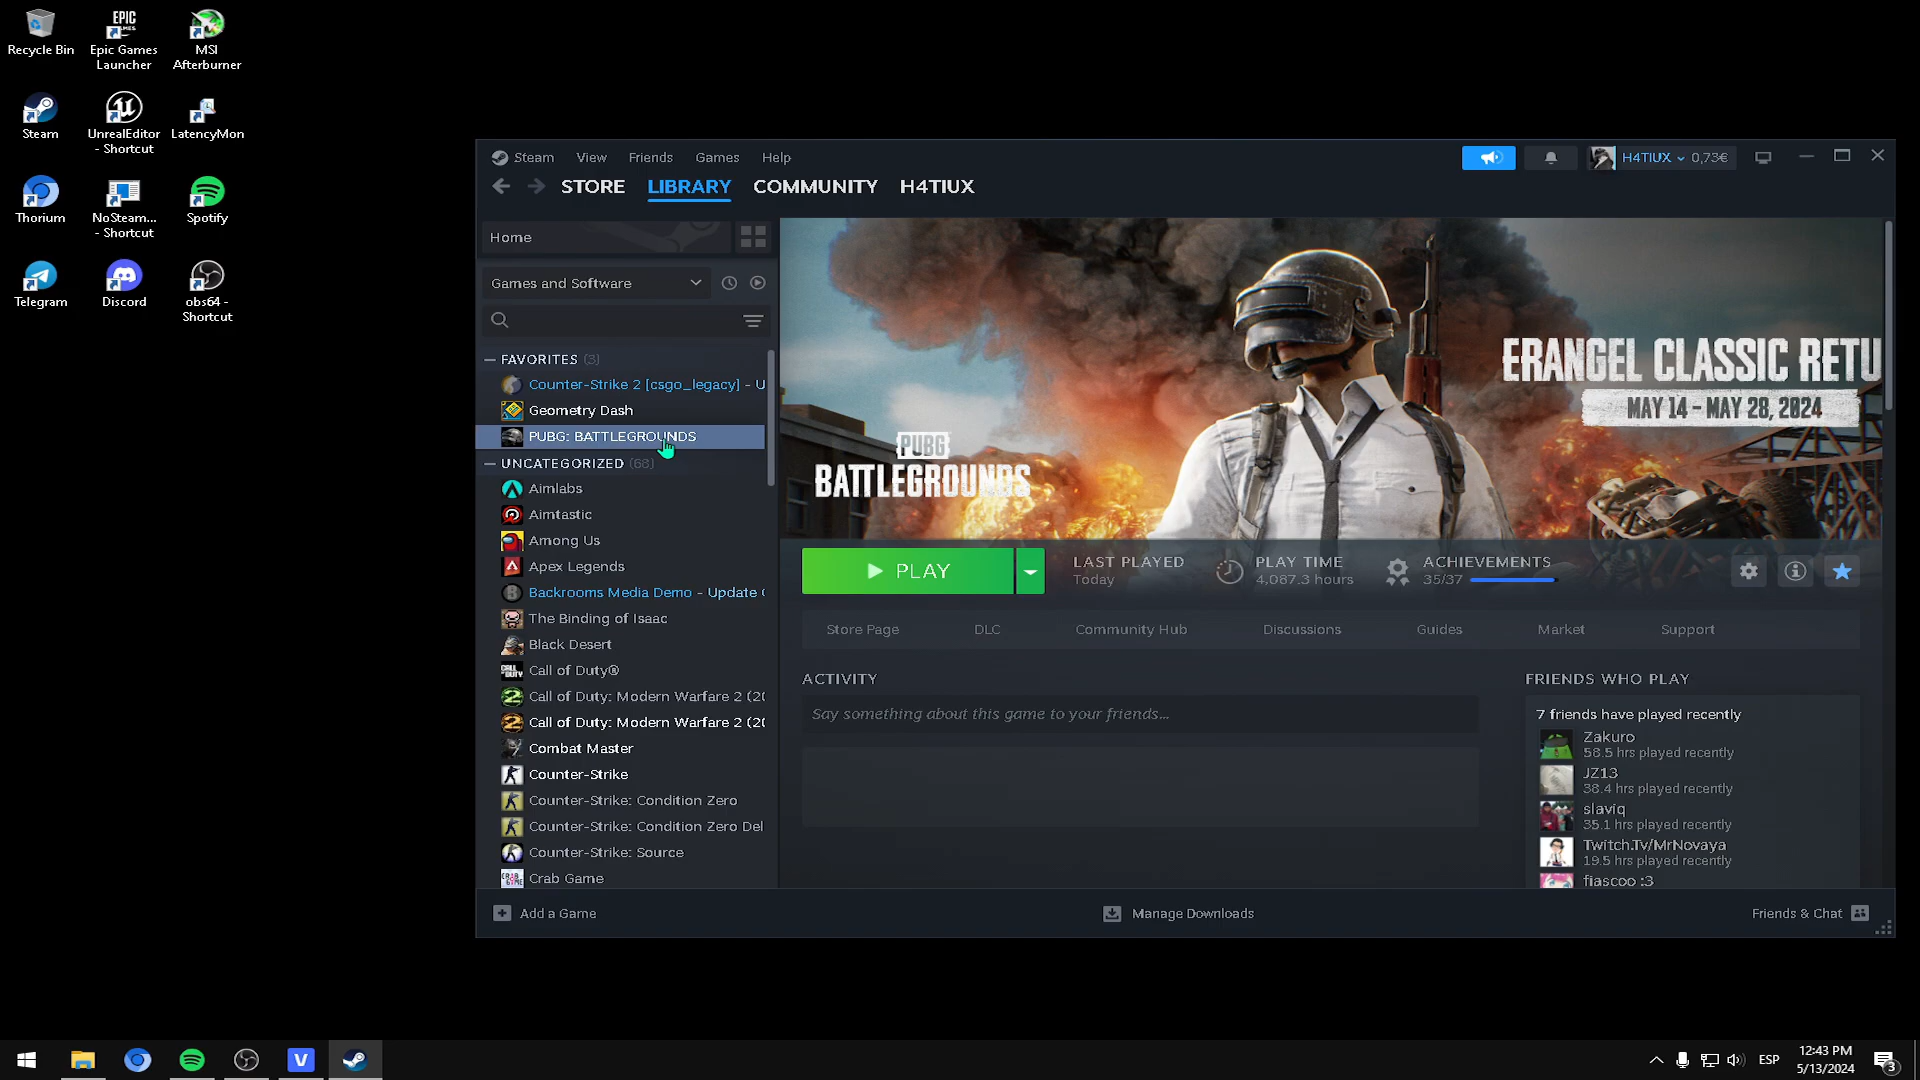 Recycle Bin
Epic Games
Launcher
MSI
Afterburner
Steam
UnrealEditor
- Shortcut
LatencyMon
Thorium
NoSteam...
- Shortcut
Spotify
Telegram
Discord
obs64 -
Shortcut
Steam View Friends Games Help
H4TIUX 0,73€
STORE LIBRARY COMMUNITY H4TIUX
Home
Games and Software
FAVORITES (3)
Counter-Strike 2 [csgo_legacy] - U
Geometry Dash
PUBG: BATTLEGROUNDS
UNCATEGORIZED (68)
Aimlabs
Aimtastic
Among Us
Apex Legends
Backrooms Media Demo - Update
The Binding of Isaac
Black Desert
Call of Duty®
Call of Duty: Modern Warfare 2 (20
Call of Duty: Modern Warfare 2 (20
Combat Master
Counter-Strike
Counter-Strike: Condition Zero
Counter-Strike: Condition Zero Del
Counter-Strike: Source
Crab Game
PUBG
BATTLEGROUNDS
ERANGEL CLASSIC RETU
MAY 14 - MAY 28, 2024
PLAY
LAST PLAYED
Today
PLAY TIME
4,087.3 hours
ACHIEVEMENTS
35/37
Store Page DLC Community Hub Discussions Guides Market Support
ACTIVITY
Say something about this game to your friends...
FRIENDS WHO PLAY
7 friends have played recently
Zakuro
58.5 hrs played recently
JZ13
38.4 hrs played recently
slaviq
35.1 hrs played recently
Twitch.Tv/MrNovaya
19.5 hrs played recently
fiascoo :3
Add a Game
Manage Downloads
Friends & Chat
ESP
12:43 PM
5/13/2024
3